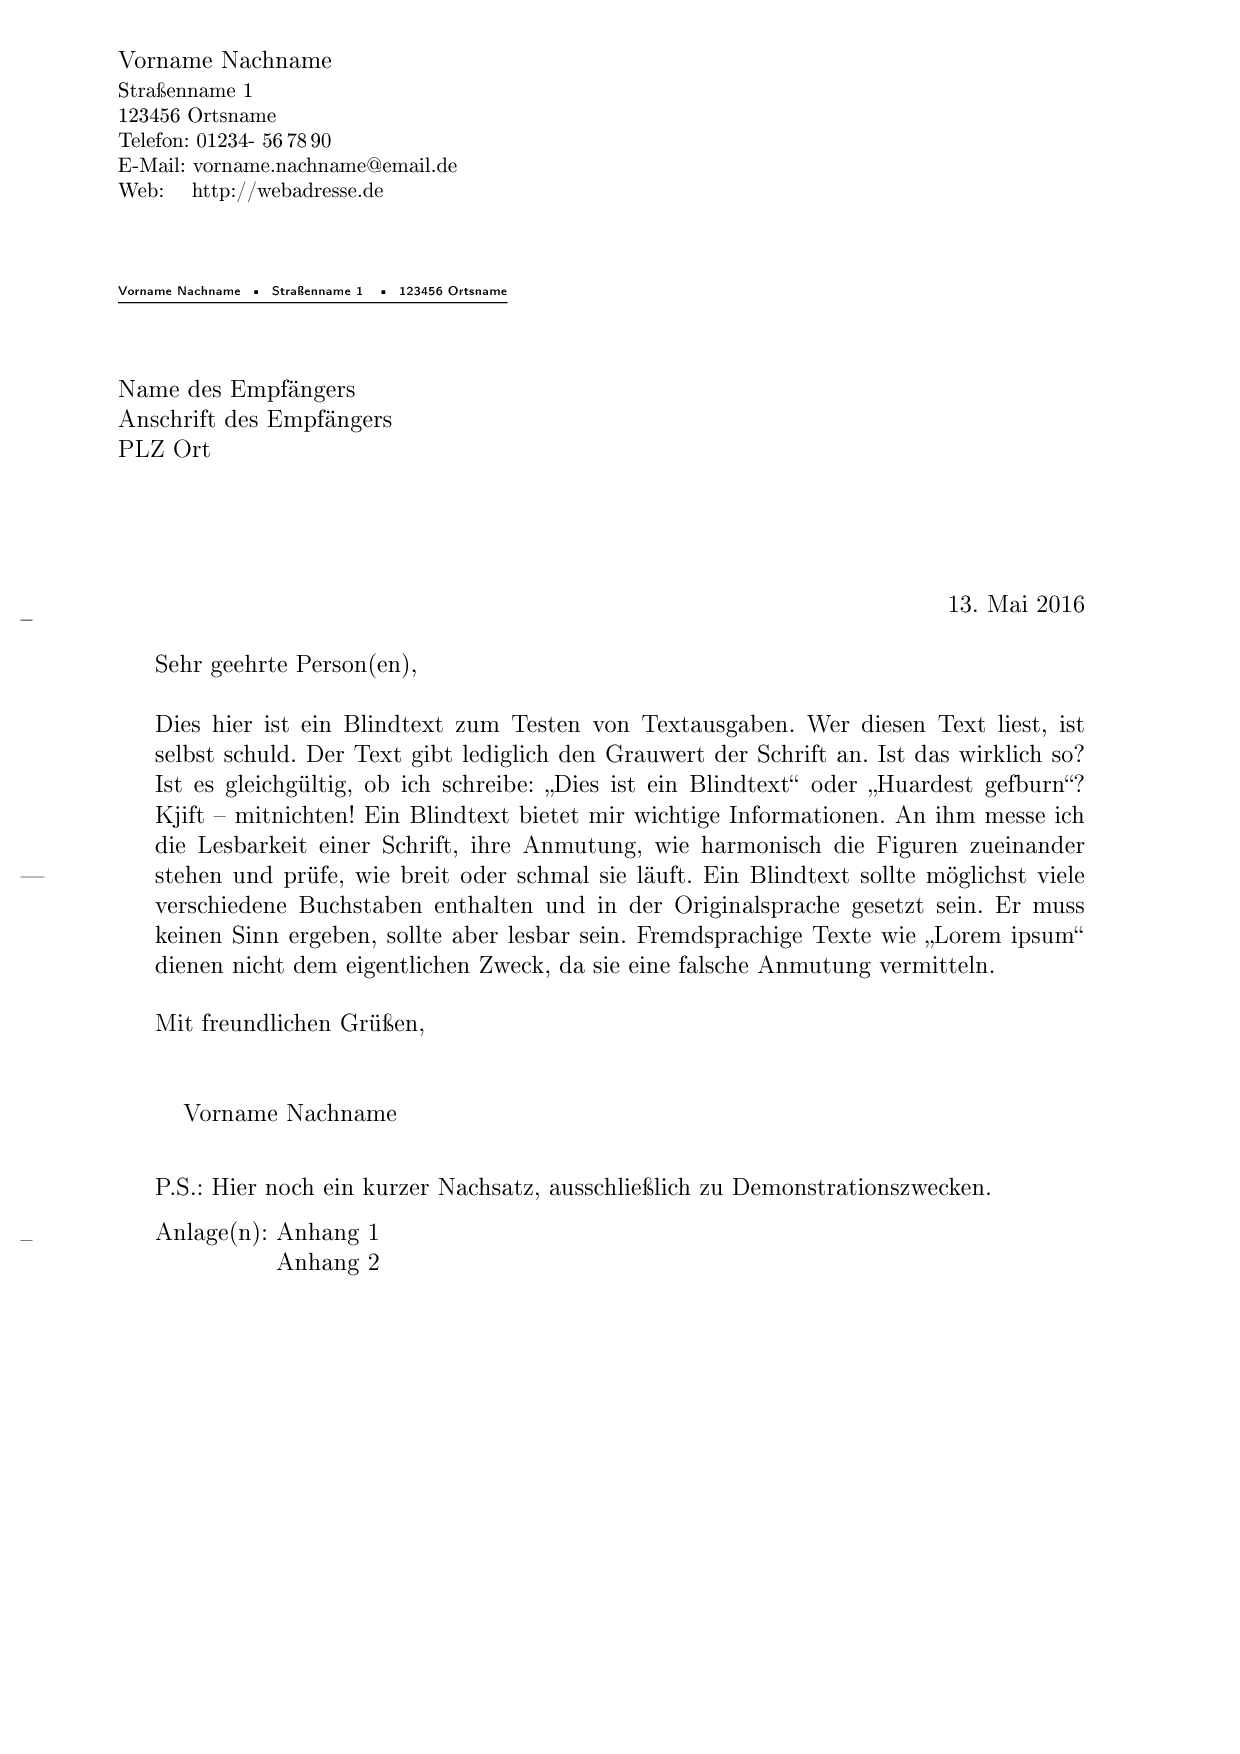 Vorname Nachname
Straßenname 1
123456 Ortsname
Telefon: 01234- 56 78 90
E-Mail: vorname.nachname@email.de
Web: http://webadresse.de
Vorname Nachname ▪ Straßenname 1 ▪ 123456 Ortsname
Name des Empfängers
Anschrift des Empfängers
PLZ Ort
13. Mai 2016
Sehr geehrte Person(en),
Dies hier ist ein Blindtext zum Testen von Textausgaben. Wer diesen Text liest, ist
selbst schuld. Der Text gibt lediglich den Grauwert der Schrift an. Ist das wirklich so?
Ist es gleichgültig, ob ich schreibe: „Dies ist ein Blindtext“ oder „Huardest gefburn“?
Kjift – mitnichten! Ein Blindtext bietet mir wichtige Informationen. An ihm messe ich
die Lesbarkeit einer Schrift, ihre Anmutung, wie harmonisch die Figuren zueinander
stehen und prüfe, wie breit oder schmal sie läuft. Ein Blindtext sollte möglichst viele
verschiedene Buchstaben enthalten und in der Originalsprache gesetzt sein. Er muss
keinen Sinn ergeben, sollte aber lesbar sein. Fremdsprachige Texte wie „Lorem ipsum“
dienen nicht dem eigentlichen Zweck, da sie eine falsche Anmutung vermitteln.
Mit freundlichen Grüßen,
Vorname Nachname
P.S.: Hier noch ein kurzer Nachsatz, ausschließlich zu Demonstrationszwecken.
Anlage(n): Anhang 1
Anhang 2